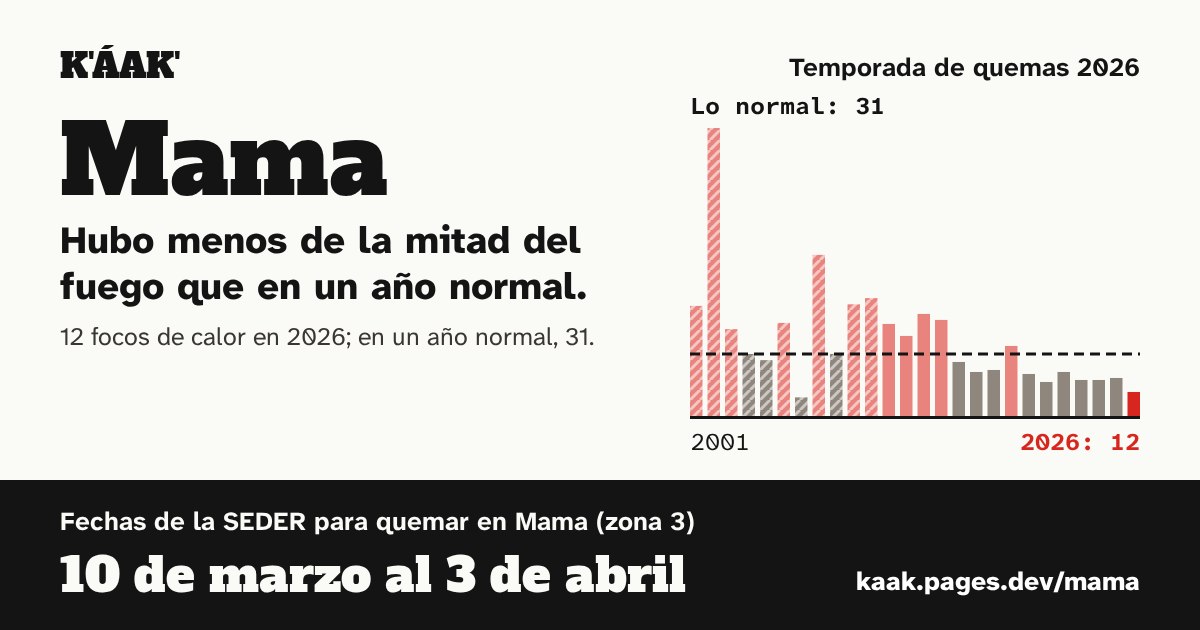 K'ÁAK'
Temporada de quemas 2026
Mama
Hubo menos de la mitad del
fuego que en un año normal.
12 focos de calor en 2026; en un año normal, 31.
Lo normal: 31
2001
2026: 12
Fechas de la SEDER para quemar en Mama (zona 3)
10 de marzo al 3 de abril
kaak.pages.dev/mama